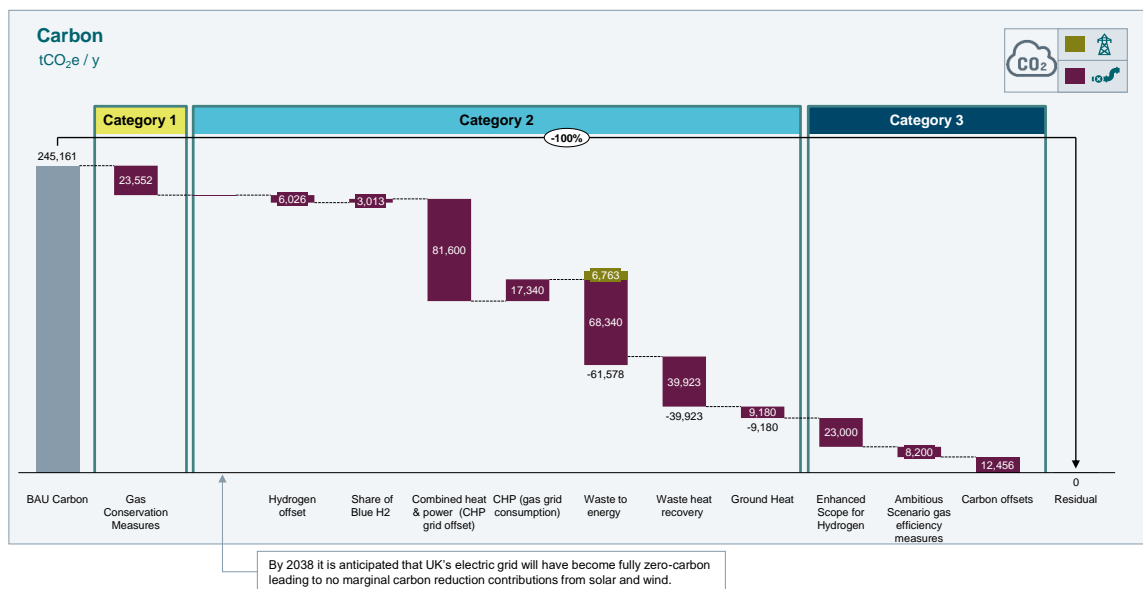 Carbon
tCO₂e / y
CO₂
Category 1
Category 2
Category 3
-100%
245,161
23,552
6,026
3,013
81,600
17,340
6,763
68,340
-61,578
39,923
-39,923
9,180
-9,180
23,000
8,200
12,456
0
BAU Carbon
Gas
Conservation
Measures
Hydrogen
offset
Share of
Blue H2
Combined heat
& power (CHP
grid offset)
CHP (gas grid
consumption)
Waste to
energy
Waste heat
recovery
Ground Heat
Enhanced
Scope for
Hydrogen
Ambitious
Scenario gas
efficiency
measures
Carbon offsets
Residual
By 2038 it is anticipated that UK's electric grid will have become fully zero-carbon
leading to no marginal carbon reduction contributions from solar and wind.